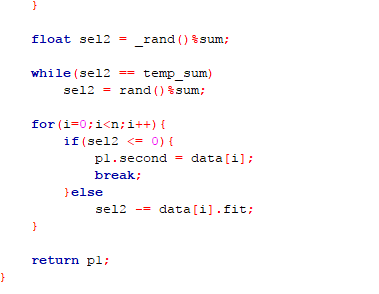 }
float sel2 = _rand()%sum;
while(sel2 == temp_sum)
sel2 = rand()%sum;
for(i=0;i<n;i++){
if(sel2 <= 0){
p1.second = data[i];
break;
}else
sel2 -= data[i].fit;
}
return p1;
}